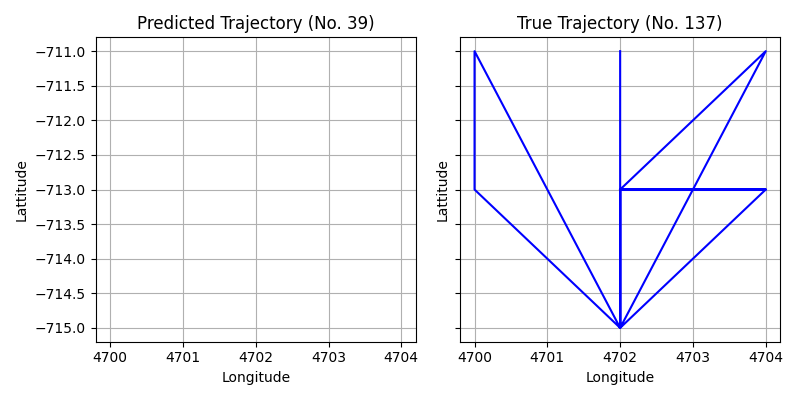 Predicted Trajectory (No. 39)
−711.0
−711.5
−712.0
−712.5
−713.0
−713.5
−714.0
−714.5
−715.0
Lattitude
4700 4701 4702 4703 4704
Longitude
True Trajectory (No. 137)
Lattitude
4700 4701 4702 4703 4704
Longitude